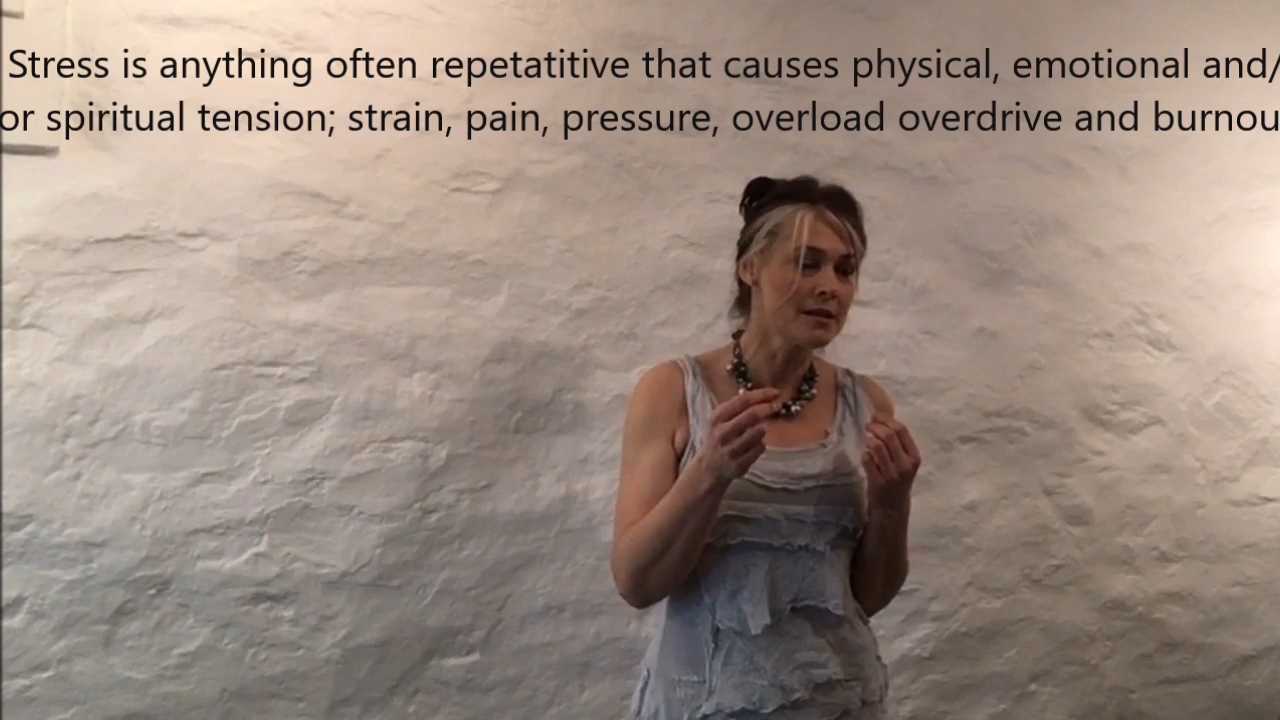 Stress is anything often repetatitive that causes physical, emotional and/
or spiritual tension; strain, pain, pressure, overload overdrive and burnou